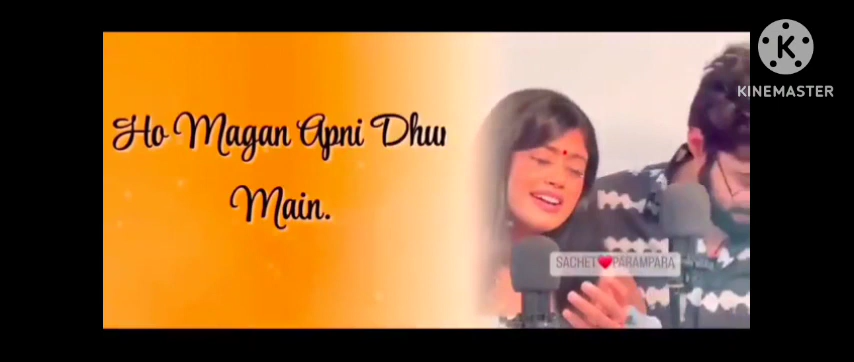 Ho Magan Apni Dhun
Main.
SACHET❤️PARAMPARA
KINEMASTER